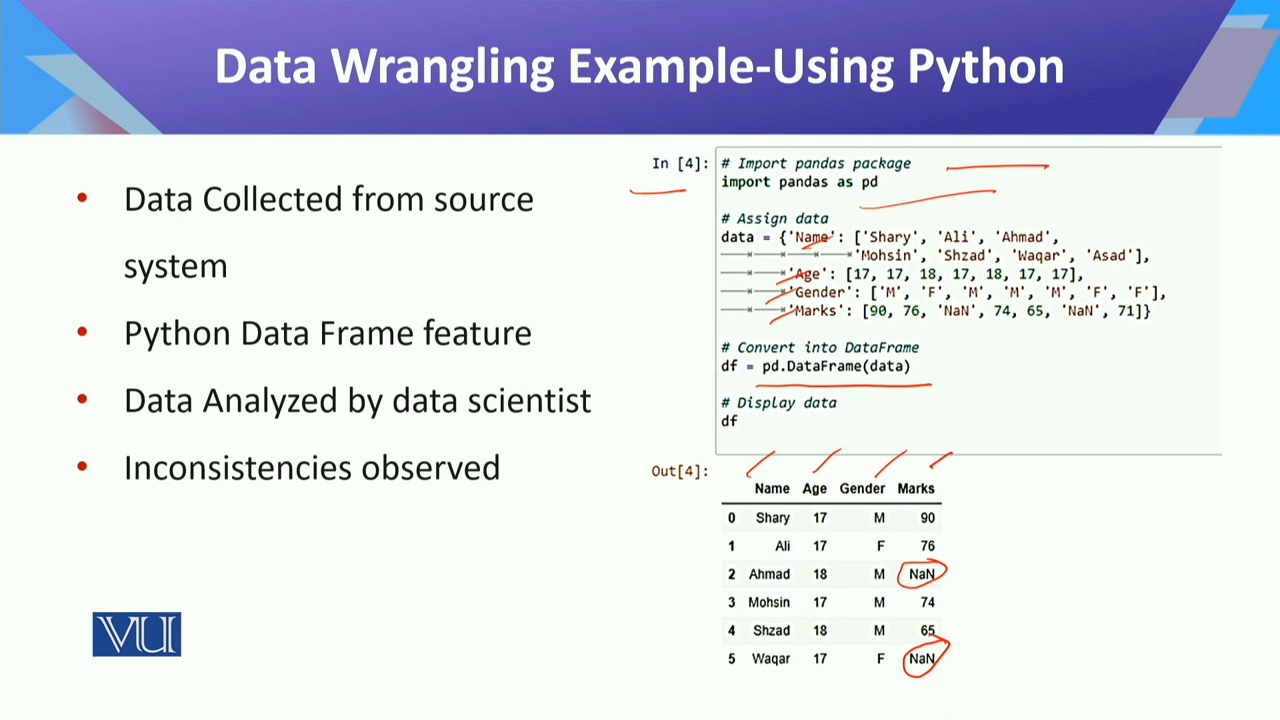 Data Wrangling Example-Using Python
• Data Collected from source
system
• Python Data Frame feature
• Data Analyzed by data scientist
• Inconsistencies observed
VU
In [4]: # Import pandas package
import pandas as pd
# Assign data
data = {'Name': ['Shary', 'Ali', 'Ahmad',
'Mohsin', 'Shzad', 'Waqar', 'Asad'],
'Age': [17, 17, 18, 17, 18, 17, 17],
'Gender': ['M', 'F', 'M', 'M', 'M', 'F', 'F'],
'Marks': [90, 76, 'NaN', 74, 65, 'NaN', 71]}
# Convert into DataFrame
df = pd.DataFrame(data)
# Display data
df
Out[4]:
Name Age Gender Marks
0 Shary 17 M 90
1 Ali 17 F 76
2 Ahmad 18 M NaN
3 Mohsin 17 M 74
4 Shzad 18 M 65
5 Waqar 17 F NaN